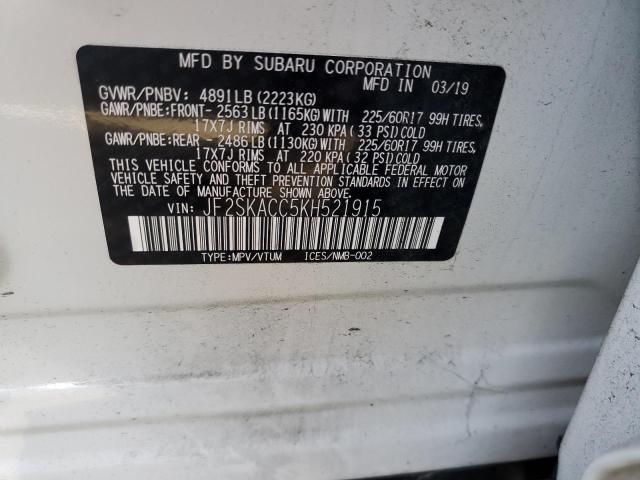 MFD BY SUBARU CORPORATION
MFD IN 03/19
GVWR/PNBV: 4891LB(2223KG)
GAWR/PNBE:FRONT- 2563LB(1165KG)WITH 225/60R17 99H TIRES,
17X7J RIMS AT 230 KPA(33 PSI)COLD
GAWR/PNBE:REAR - 2486LB(1130KG)WITH 225/60R17 99H TIRES,
17X7J RIMS AT 220 KPA(32 PSI)COLD
THIS VEHICLE CONFORMS TO ALL APPLICABLE FEDERAL MOTOR
VEHICLE SAFETY AND THEFT PREVENTION STANDARDS IN EFFECT
ON THE DATE OF MANUFACTURE SHOWN ABOVE.
VIN: JF2SKACC5KH521915
TYPE:MPV/VTUM ICES/NMB-002